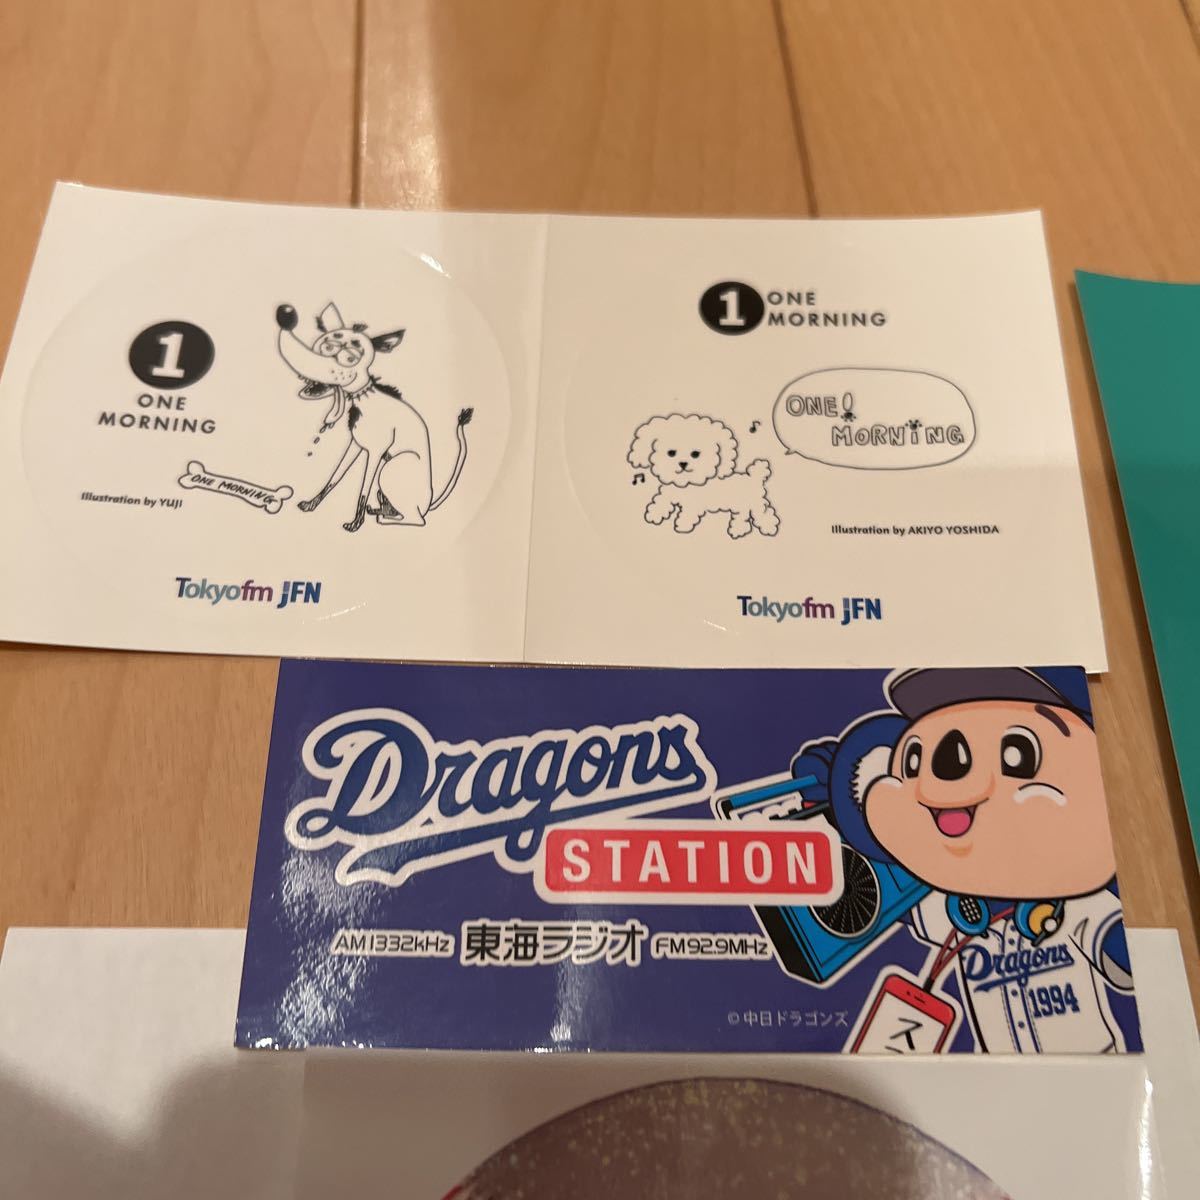 1
ONE
MORNING
ONE MORNING
Illustration by YUJI
Tokyofm JFN
1 ONE
MORNING
ONE!
MORNING
Illustration by AKIYO YOSHIDA
Tokyofm JFN
Dragons
STATION
AM1332kHz 東海ラジオ FM92.9MHz
©中日ドラゴンズ
Dragons
1994